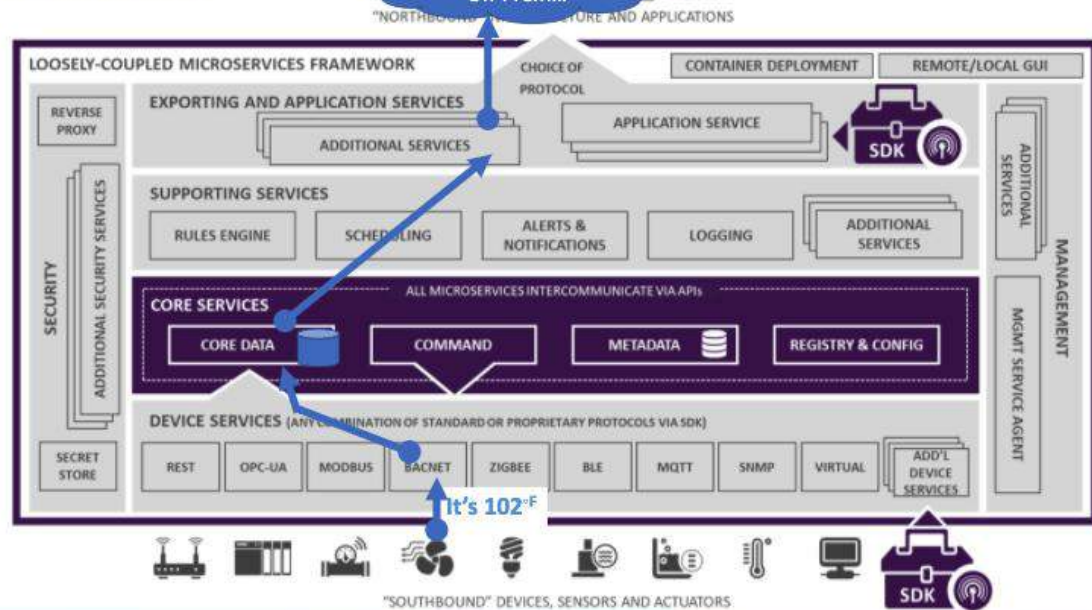 "NORTHBOUND" TURE AND APPLICATIONS
LOOSELY-COUPLED MICROSERVICES FRAMEWORK
CHOICE OF
PROTOCOL
CONTAINER DEPLOYMENT
REMOTE/LOCAL GUI
REVERSE
PROXY
EXPORTING AND APPLICATION SERVICES
ADDITIONAL SERVICES
APPLICATION SERVICE
SDK
ADDITIONAL
SERVICES
SECURITY
ADDITIONAL SECURITY SERVICES
SUPPORTING SERVICES
RULES ENGINE
SCHEDULING
ALERTS &
NOTIFICATIONS
LOGGING
ADDITIONAL
SERVICES
MANAGEMENT
ALL MICROSERVICES INTERCOMMUNICATE VIA APIs
CORE SERVICES
CORE DATA
COMMAND
METADATA
REGISTRY & CONFIG
MGMT SERVICE AGENT
DEVICE SERVICES (ANY COMBINATION OF STANDARD OR PROPRIETARY PROTOCOLS VIA SDK)
SECRET
STORE
REST
OPC-UA
MODBUS
BACNET
ZIGBEE
BLE
MQTT
SNMP
VIRTUAL
ADD'L
DEVICE
SERVICES
It's 102°F
SDK
"SOUTHBOUND" DEVICES, SENSORS AND ACTUATORS